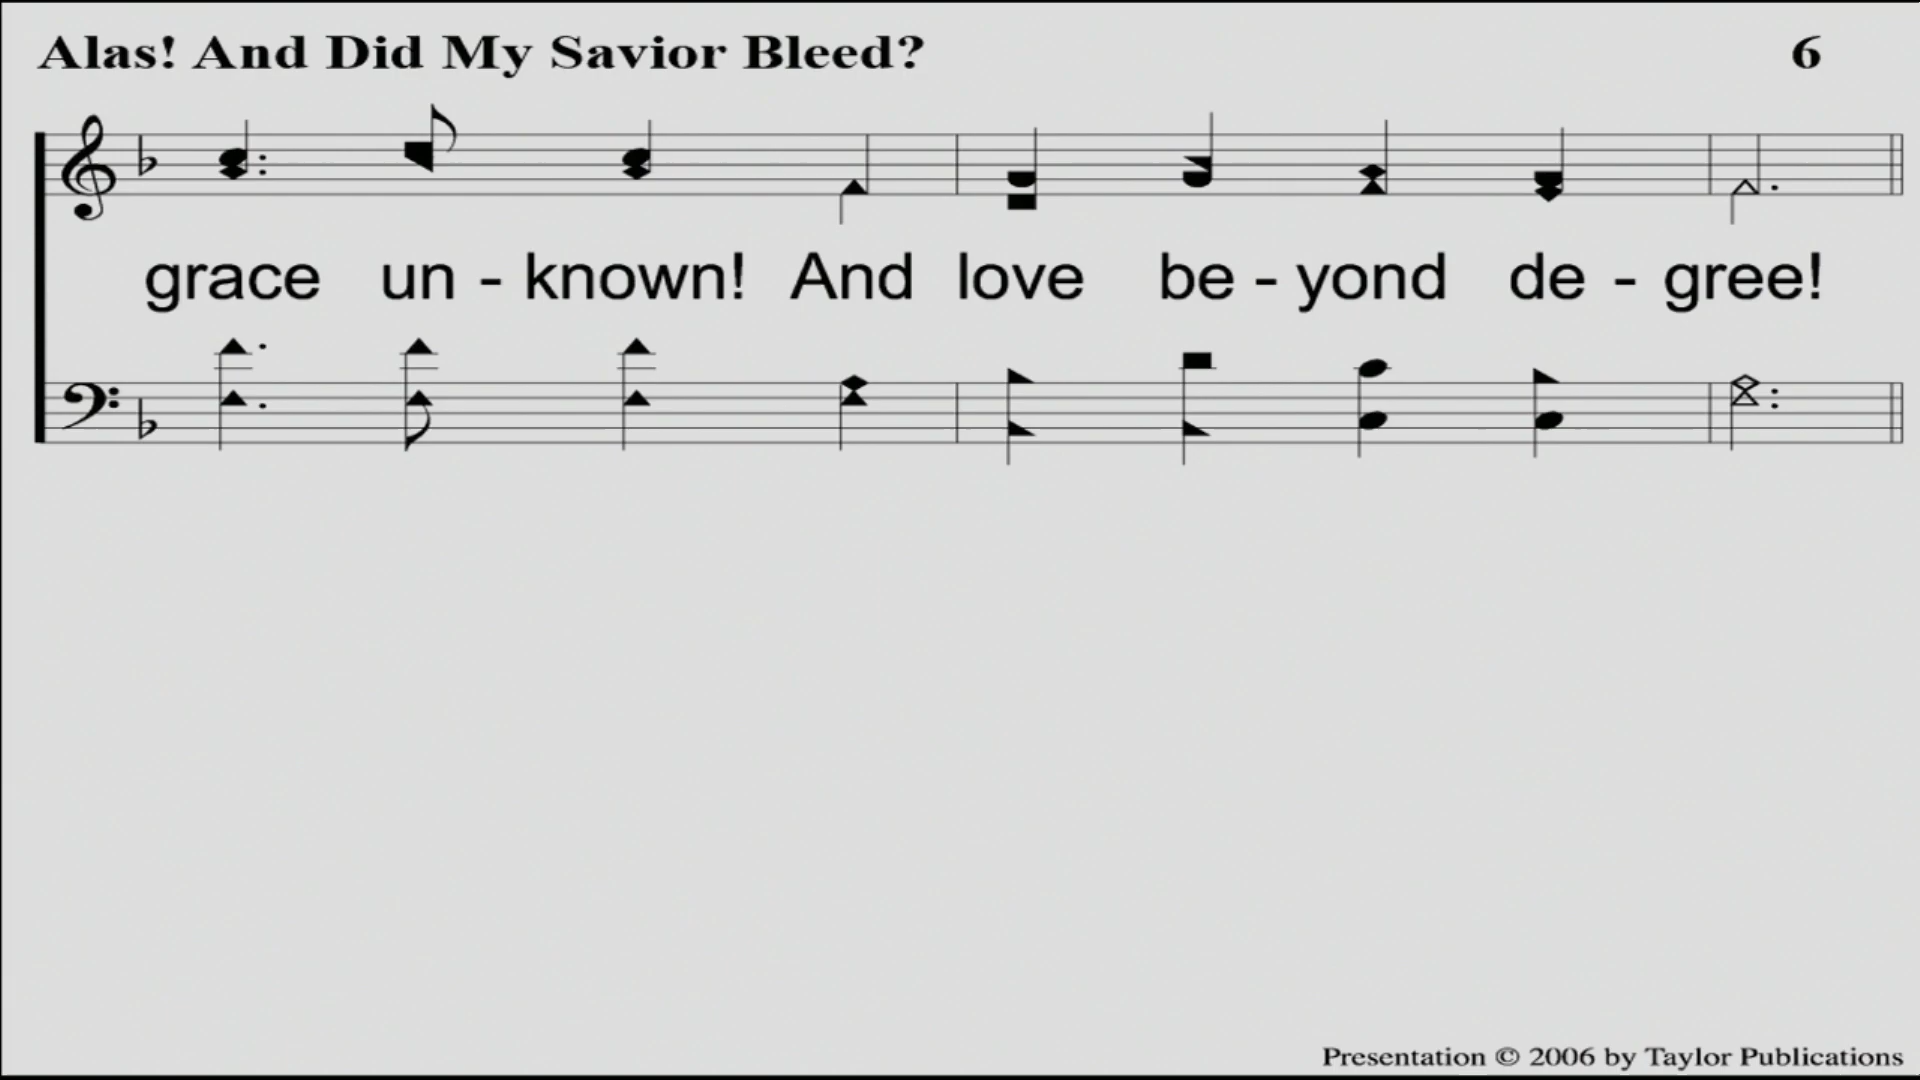 Alas! And Did My Savior Bleed? 6
grace un - known! And love be - yond de - gree!
Presentation © 2006 by Taylor Publications